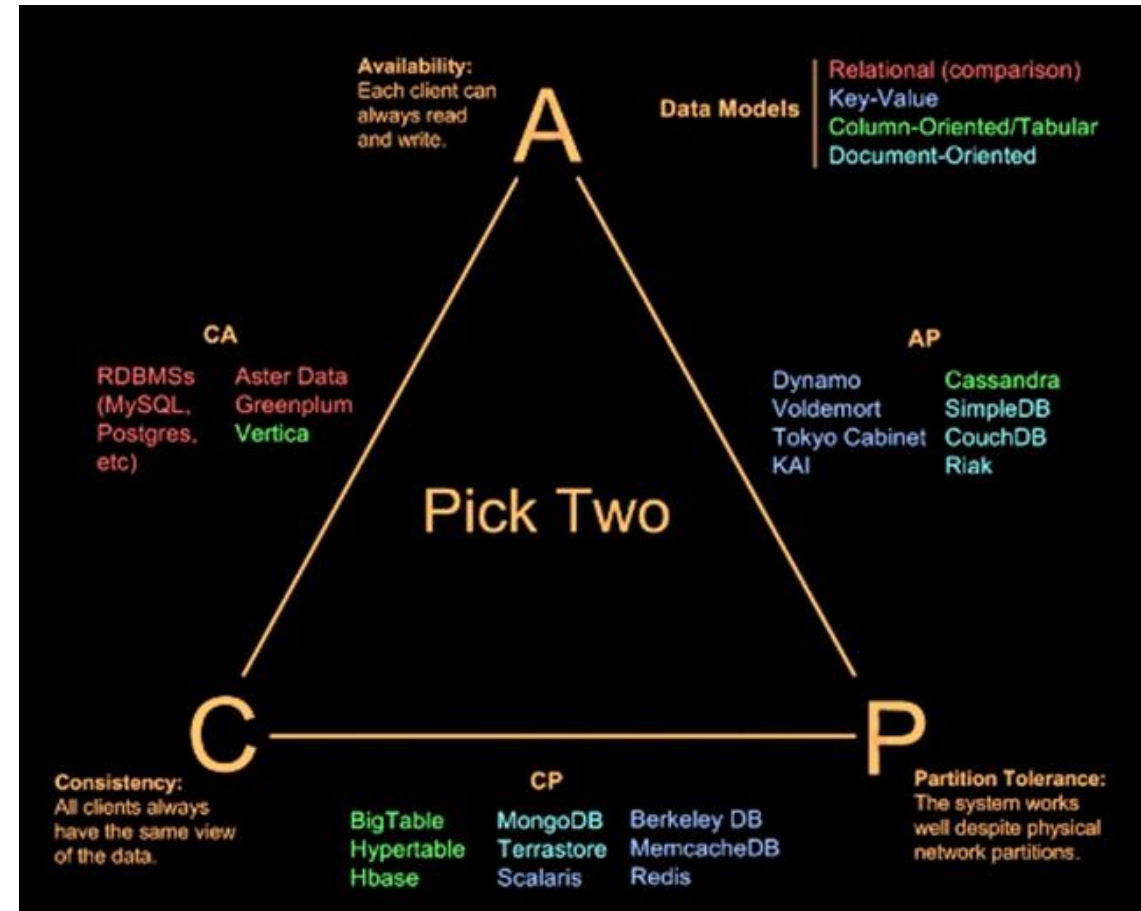 Availability:
Each client can
always read
and write.
A
Data Models
Relational (comparison)
Key-Value
Column-Oriented/Tabular
Document-Oriented
CA
RDBMSs
(MySQL,
Postgres,
etc)
Aster Data
Greenplum
Vertica
AP
Dynamo
Voldemort
Tokyo Cabinet
KAI
Cassandra
SimpleDB
CouchDB
Riak
Pick Two
C
P
Consistency:
All clients always
have the same view
of the data.
CP
BigTable
Hypertable
Hbase
MongoDB
Terrastore
Scalaris
Berkeley DB
MemcacheDB
Redis
Partition Tolerance:
The system works
well despite physical
network partitions.